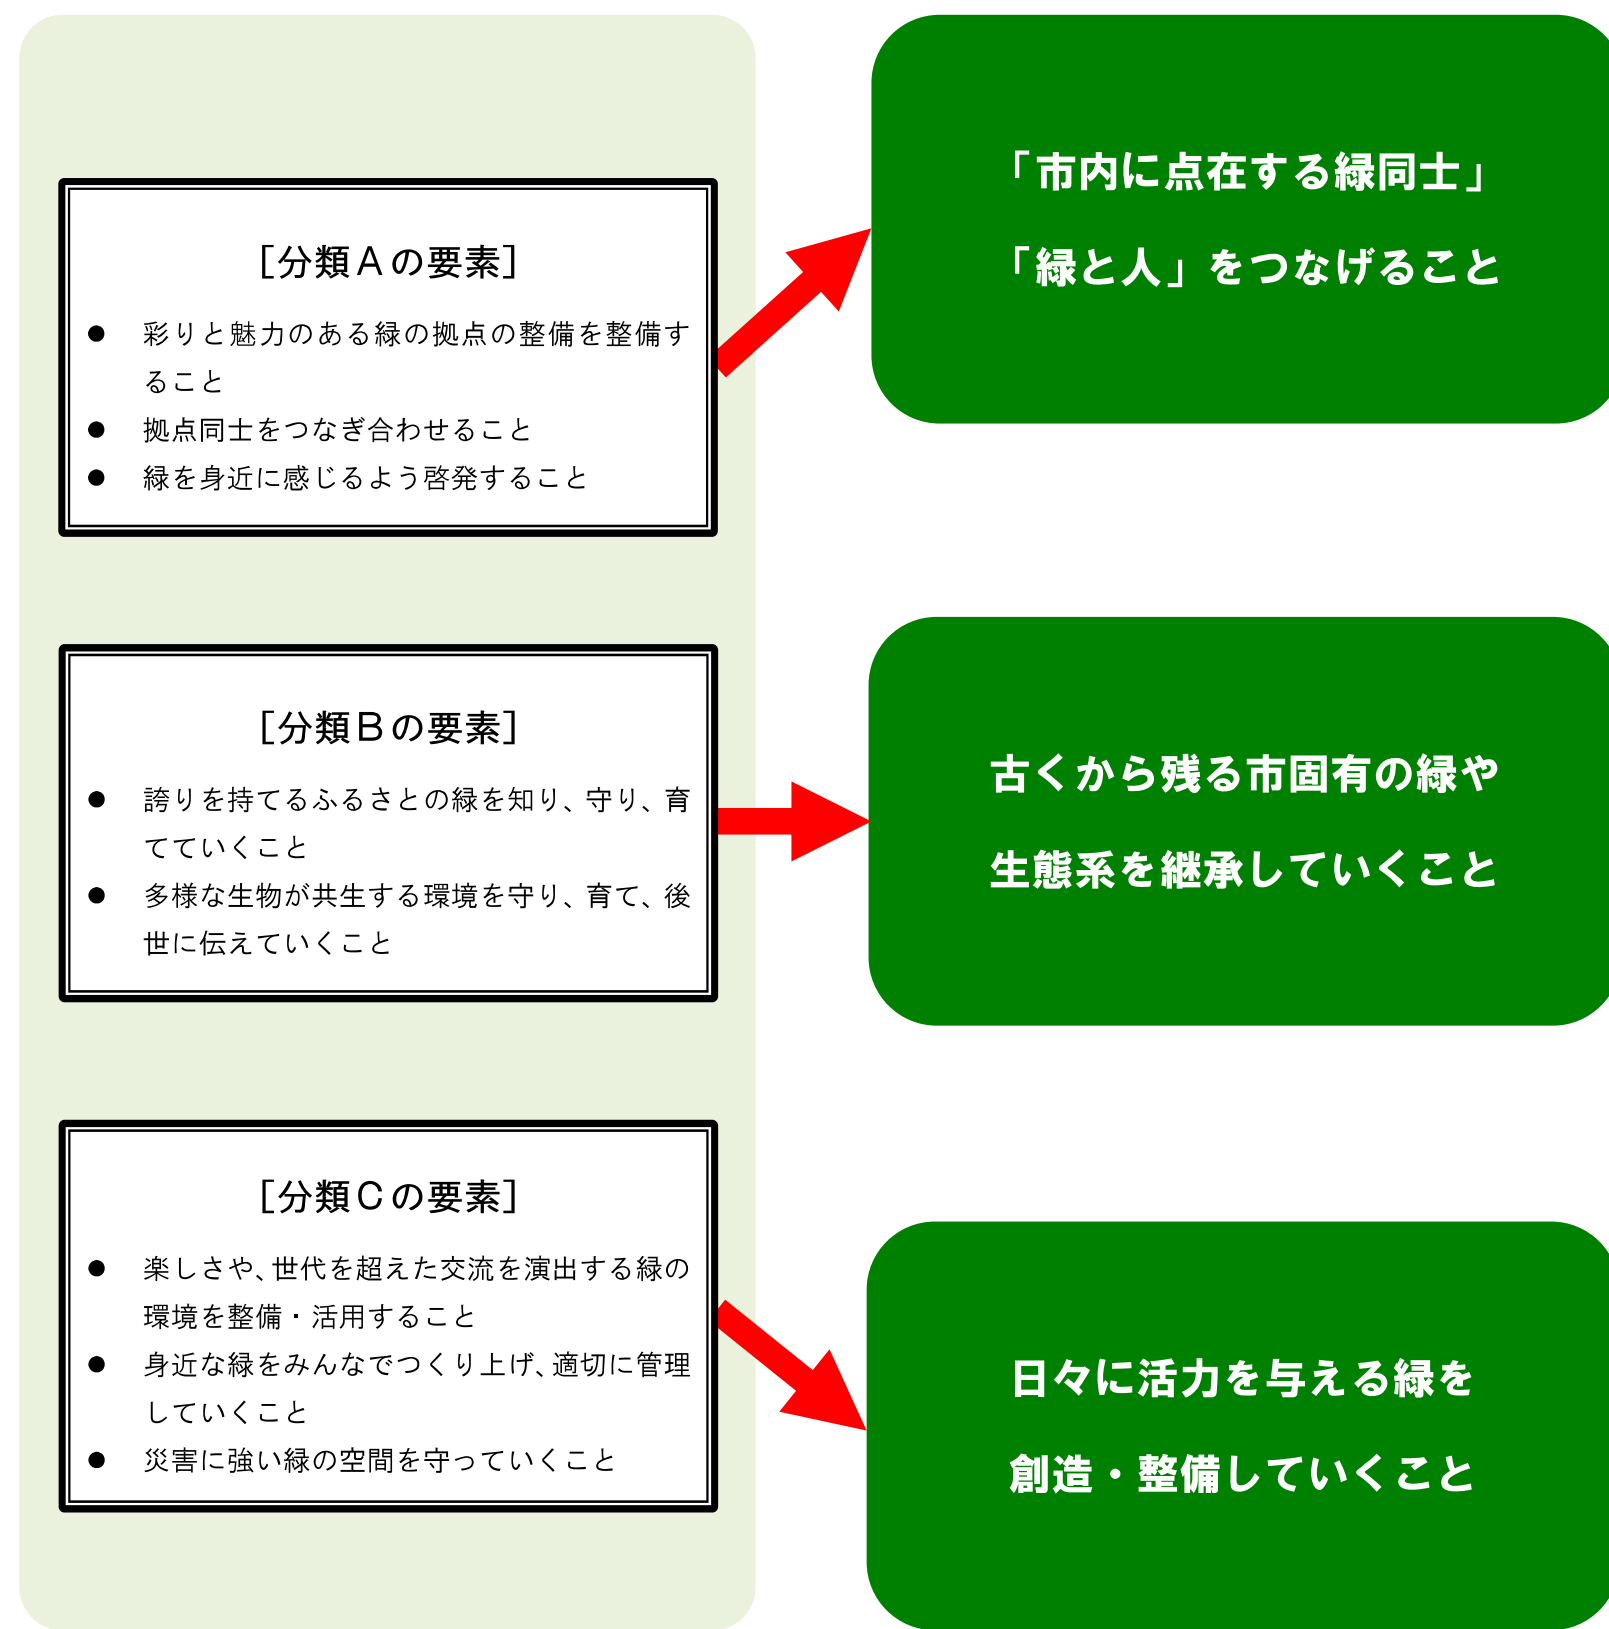 ［分類Ａの要素］
● 彩りと魅力のある緑の拠点の整備を整備す
ること
● 拠点同士をつなぎ合わせること
● 緑を身近に感じるよう啓発すること
「市内に点在する緑同士」
「緑と人」をつなげること
［分類Ｂの要素］
● 誇りを持てるふるさとの緑を知り、守り、育
てていくこと
● 多様な生物が共生する環境を守り、育て、後
世に伝えていくこと
古くから残る市固有の緑や
生態系を継承していくこと
［分類Ｃの要素］
● 楽しさや、世代を超えた交流を演出する緑の
環境を整備・活用すること
● 身近な緑をみんなでつくり上げ、適切に管理
していくこと
● 災害に強い緑の空間を守っていくこと
日々に活力を与える緑を
創造・整備していくこと